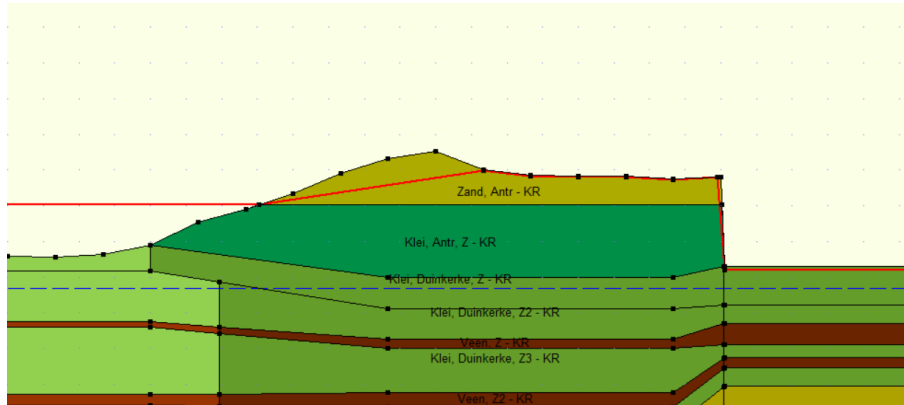 Zand, Antr - KR
Klei, Antr, Z - KR
Klei, Duinkerke, Z - KR
Klei, Duinkerke, Z2 - KR
Veen, Z - KR
Klei, Duinkerke, Z3 - KR
Veen, Z2 - KR